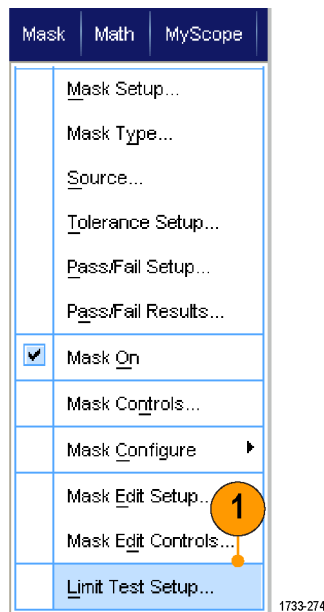 Mask Math MyScope
Mask Setup...
Mask Type...
Source...
Tolerance Setup...
Pass/Fail Setup...
Pass/Fail Results...
Mask On
Mask Controls...
Mask Configure
Mask Edit Setup...
1
Mask Edit Controls...
Limit Test Setup...
1733-274